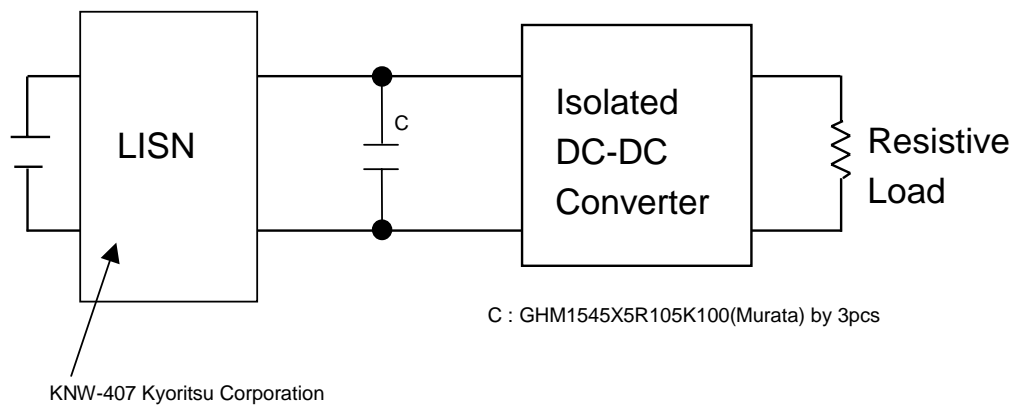 LISN
C
Isolated
DC-DC
Converter
Resistive
Load
C : GHM1545X5R105K100(Murata) by 3pcs
KNW-407 Kyoritsu Corporation